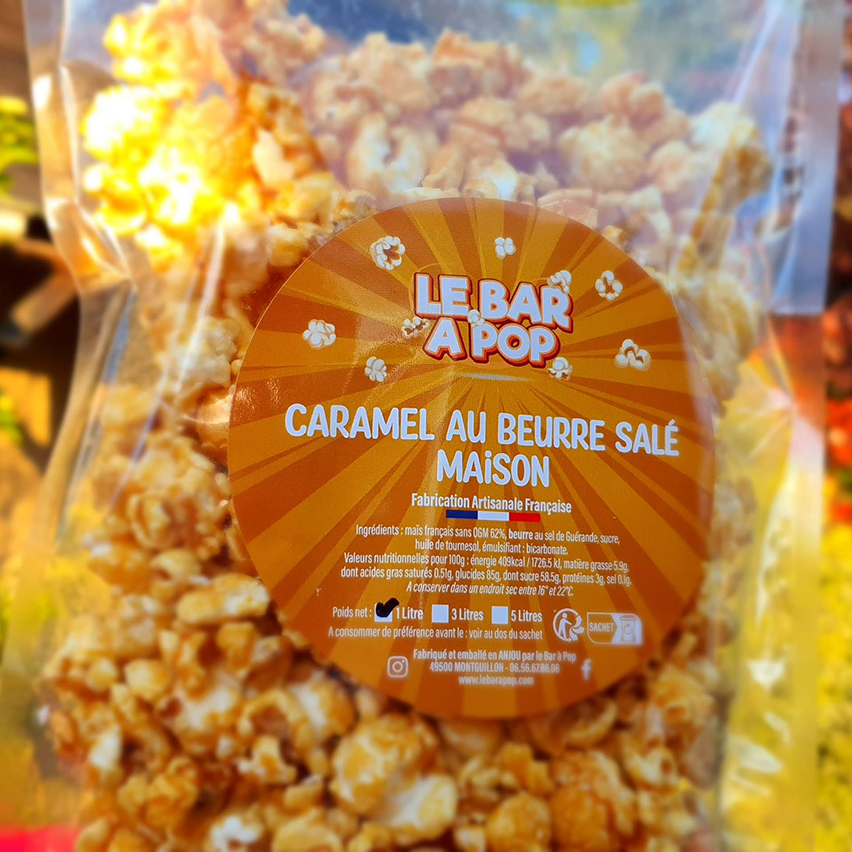 LE BAR
A POP
CARAMEL AU BEURRE SALÉ
MAISON
Fabrication Artisanale Française
Ingrédients : maïs français sans OGM 62%, beurre au sel de Guérande, sucre,
huile de tournesol, émulsifiant : bicarbonate.
Valeurs nutritionnelles pour 100g : énergie 409kcal / 1726.5 kJ, matière grasse 5.9g,
dont acides gras saturés 0.51g, glucides 85g, dont sucre 58.5g, protéines 3g, sel 0.1g.
A conserver dans un endroit sec entre 16° et 22°C.
Poids net : 1 Litre 3 Litres 5 Litres
A consommer de préférence avant le : voir au dos du sachet
SACHET
Fabriqué et emballé en ANJOU par le Bar à Pop
49500 MONTGUILLON - 06.56.67.86.06
www.lebarapop.com